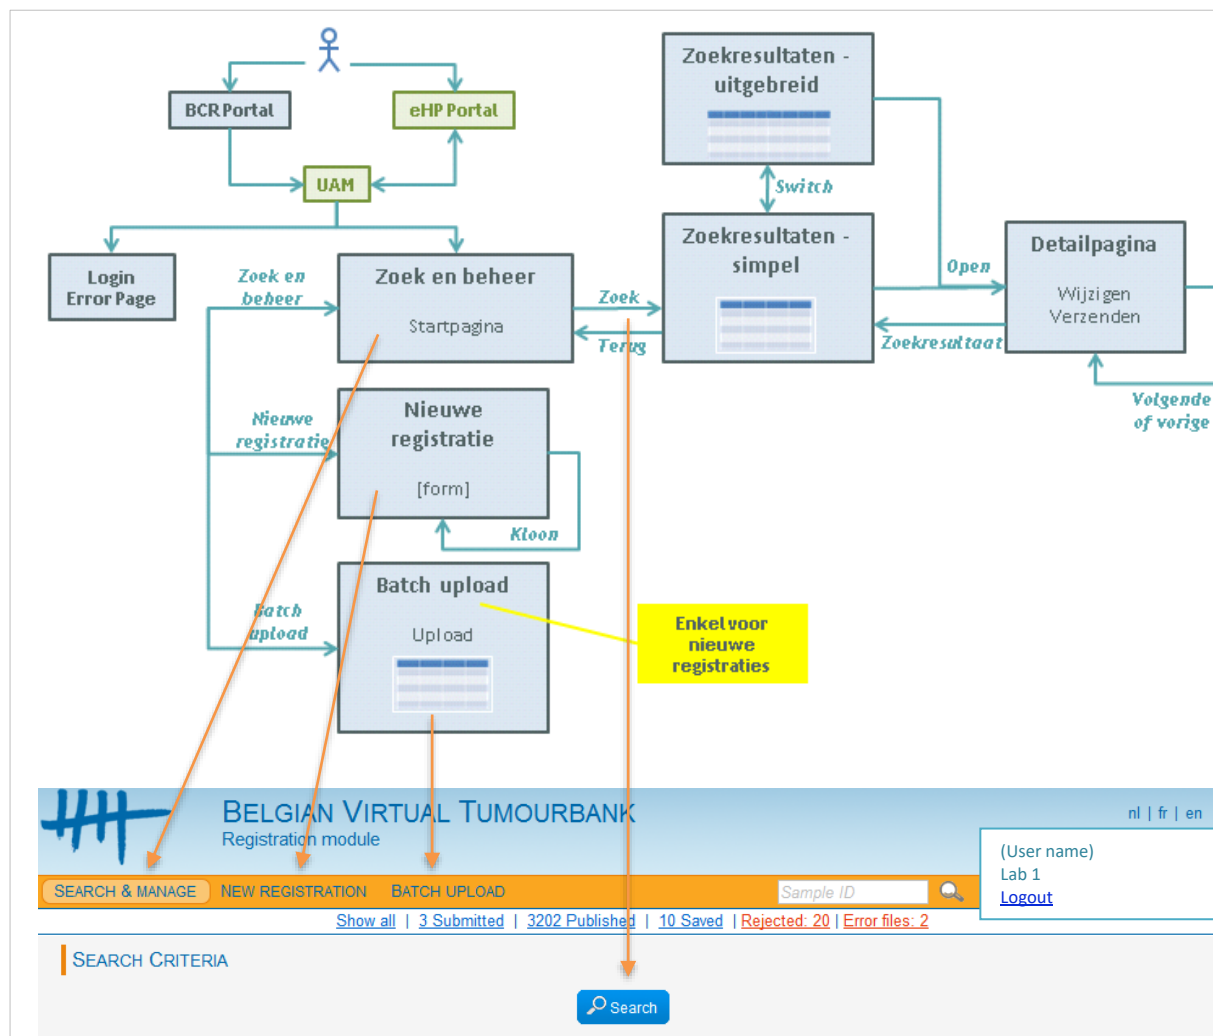 BCR Portal
eHP Portal
UAM
Login
Error Page
Zoek en
beheer
Zoek en beheer
Startpagina
Zoek
Terug
Zoekresultaten -
uitgebreid
Switch
Zoekresultaten -
simpel
Open
Zoekresultaat
Detailpagina
Wijzigen
Verzenden
Volgende
of vorige
Nieuwe
registratie
Nieuwe
registratie
[form]
Kloon
Batch
upload
Batch upload
Upload
Enkel voor
nieuwe
registraties
BELGIAN VIRTUAL TUMOURBANK
Registration module
nl | fr | en
(User name)
Lab 1
Logout
SEARCH & MANAGE NEW REGISTRATION BATCH UPLOAD Sample ID
Show all | 3 Submitted | 3202 Published | 10 Saved | Rejected: 20 | Error files: 2
SEARCH CRITERIA
Search